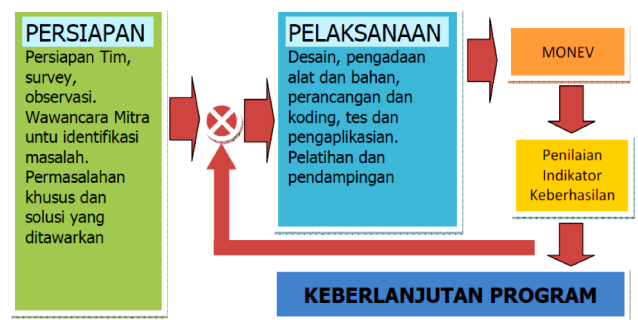 PERSIAPAN
Persiapan Tim,
survey,
observasi.
Wawancara Mitra
untu identifikasi
masalah.
Permasalahan
khusus dan
solusi yang
ditawarkan
PELAKSANAAN
Desain, pengadaan
alat dan bahan,
perancangan dan
koding, tes dan
pengaplikasian.
Pelatihan dan
pendampingan
MONEV
Penilaian
Indikator
Keberhasilan
KEBERLANJUTAN PROGRAM